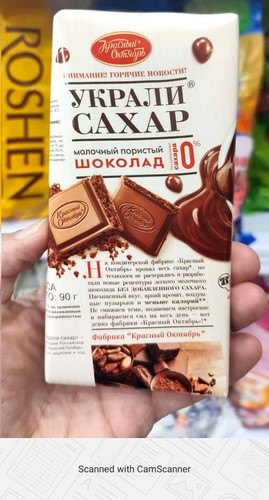 ROSHEN
Красный
Октябрь
ВНИМАНИЕ! ГОРЯЧИЕ НОВОСТИ!
УКРАЛИ®
САХАР
МОЛОЧНЫЙ ПОРИСТЫЙ
ШОКОЛАД
сахара 0%
Красный
Октябрь
На кондитерской фабрике «Красный
Октябрь» пропал весь сахар*, но
технологи не растерялись и разрабо-
тали новые рецептуры легкого молочного
шоколада БЕЗ ДОБАВЛЕННОГО САХАРА.
Насыщенный вкус, яркий аромат, воздуш-
ные пузырьки и меньше калорий**.
Не снижаем темп, поднимаем настроение
и набираемся сил на весь день — вот
девиз фабрики «Красный Октябрь»!*
Фабрика "Красный Октябрь"
90 г
Scanned with CamScanner